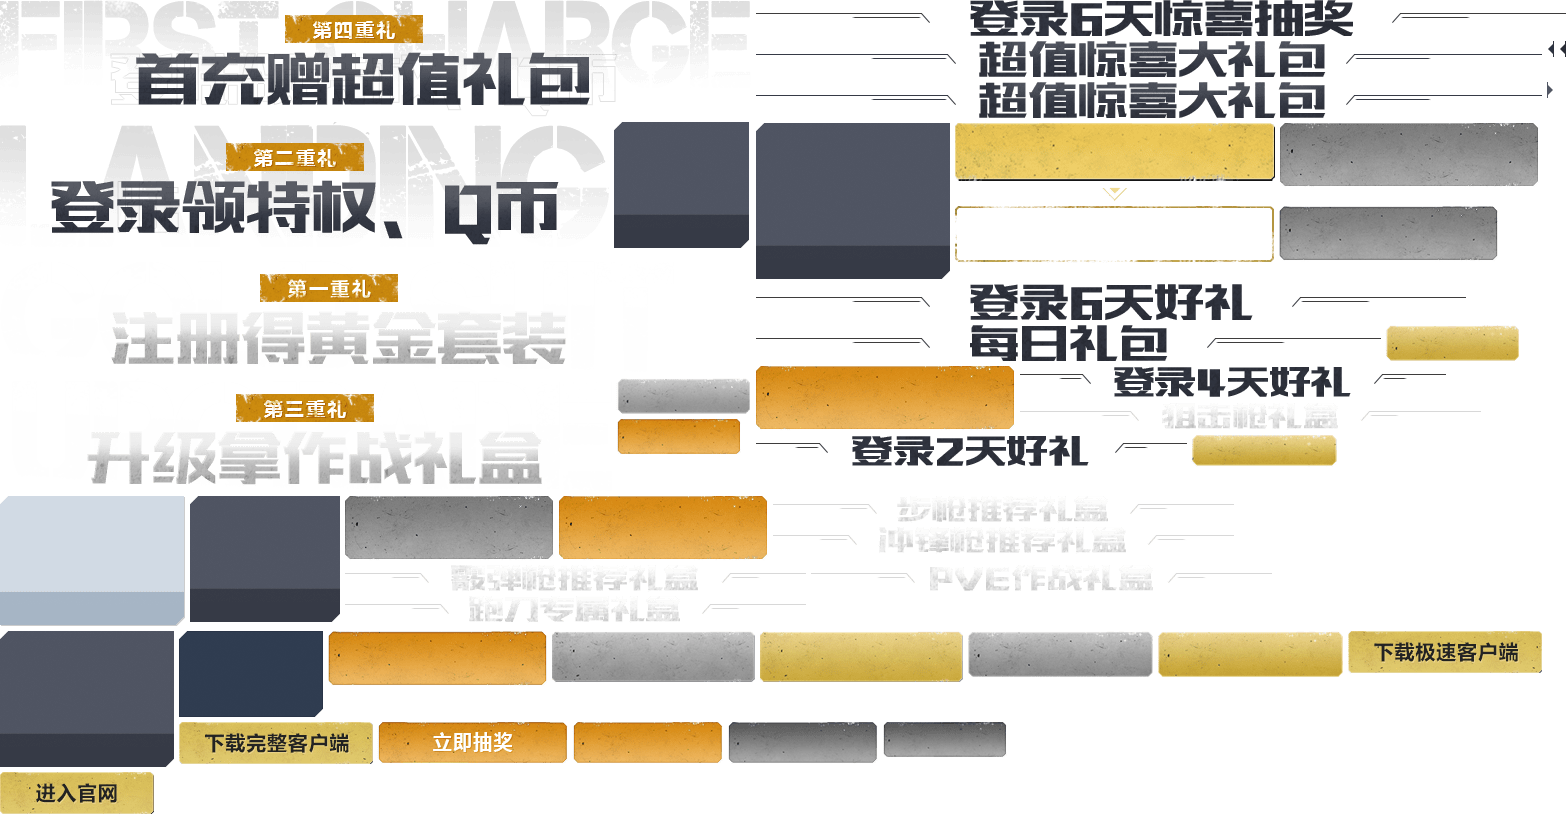 FIRST CHARGE
第四重礼
首充赠超值礼包
LANDING
第二重礼
登录领特权、Q币
第一重礼
注册得黄金套装
第三重礼
升级拿作战礼盒
登录6天惊喜抽奖
超值惊喜大礼包
超值惊喜大礼包
登录6天好礼
每日礼包
登录4天好礼
狙击枪礼盒
登录2天好礼
步枪推荐礼盒
冲锋枪推荐礼盒
霰弹枪推荐礼盒
PVE作战礼盒
跑刀专属礼盒
下载极速客户端
下载完整客户端
立即抽奖
进入官网